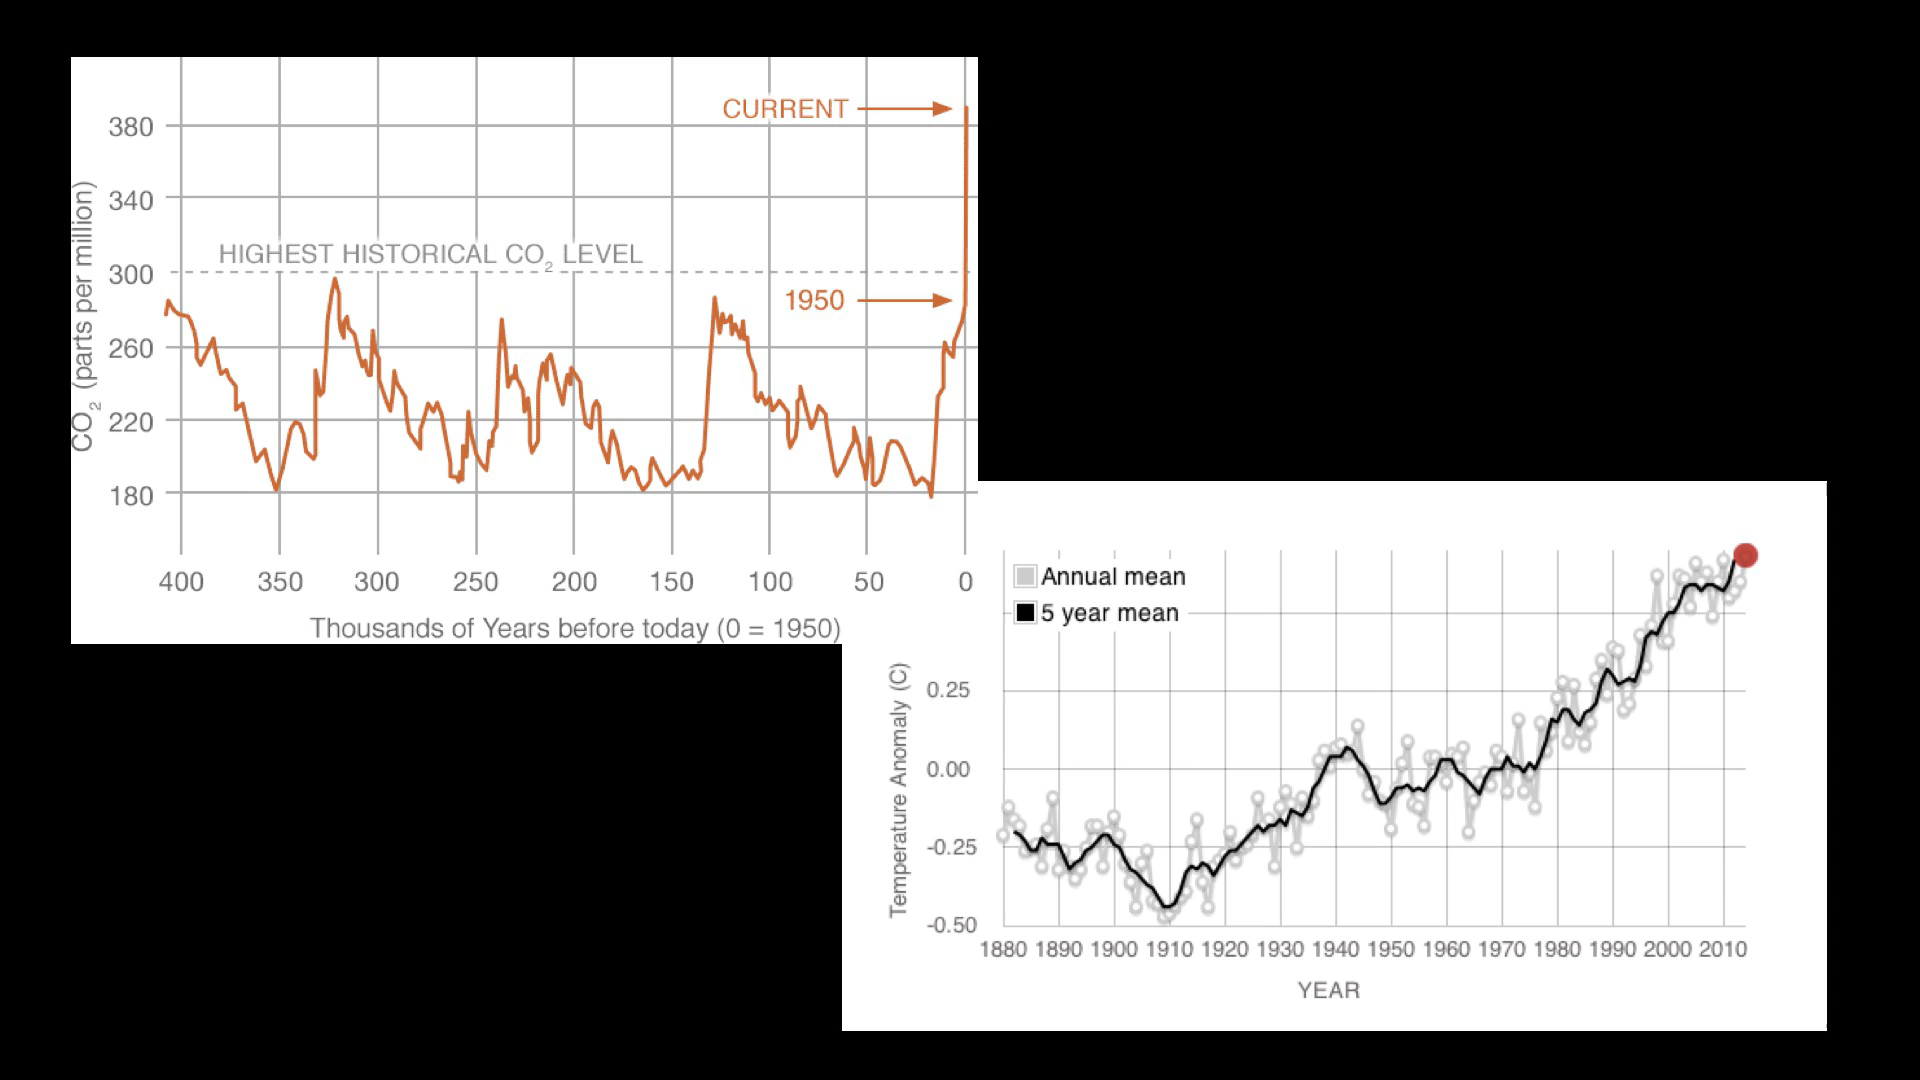 CURRENT
380
340
HIGHEST HISTORICAL CO₂ LEVEL
300
1950
260
220
180
CO₂ (parts per million)
400 350 300 250 200 150 100 50 0
Thousands of Years before today (0 = 1950)
Annual mean
5 year mean
0.25
0.00
-0.25
-0.50
Temperature Anomaly (C)
1880 1890 1900 1910 1920 1930 1940 1950 1960 1970 1980 1990 2000 2010
YEAR